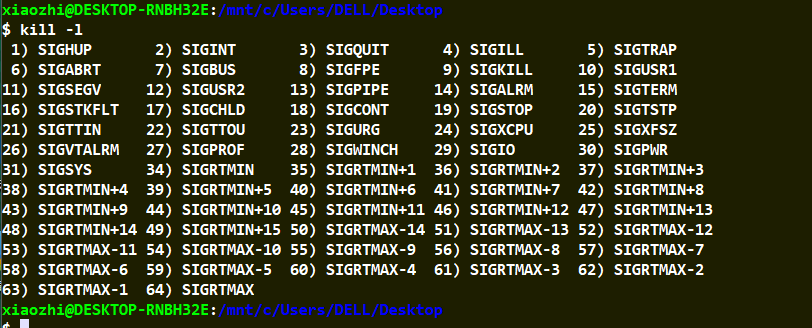 xiaozhi@DESKTOP-RNBH32E:/mnt/c/Users/DELL/Desktop
$ kill -l
 1) SIGHUP       2) SIGINT       3) SIGQUIT      4) SIGILL       5) SIGTRAP
 6) SIGABRT      7) SIGBUS       8) SIGFPE       9) SIGKILL     10) SIGUSR1
11) SIGSEGV     12) SIGUSR2     13) SIGPIPE     14) SIGALRM     15) SIGTERM
16) SIGSTKFLT   17) SIGCHLD     18) SIGCONT     19) SIGSTOP     20) SIGTSTP
21) SIGTTIN     22) SIGTTOU     23) SIGURG      24) SIGXCPU     25) SIGXFSZ
26) SIGVTALRM   27) SIGPROF     28) SIGWINCH    29) SIGIO       30) SIGPWR
31) SIGSYS      34) SIGRTMIN    35) SIGRTMIN+1  36) SIGRTMIN+2  37) SIGRTMIN+3
38) SIGRTMIN+4  39) SIGRTMIN+5  40) SIGRTMIN+6  41) SIGRTMIN+7  42) SIGRTMIN+8
43) SIGRTMIN+9  44) SIGRTMIN+10 45) SIGRTMIN+11 46) SIGRTMIN+12 47) SIGRTMIN+13
48) SIGRTMIN+14 49) SIGRTMIN+15 50) SIGRTMAX-14 51) SIGRTMAX-13 52) SIGRTMAX-12
53) SIGRTMAX-11 54) SIGRTMAX-10 55) SIGRTMAX-9  56) SIGRTMAX-8  57) SIGRTMAX-7
58) SIGRTMAX-6  59) SIGRTMAX-5  60) SIGRTMAX-4  61) SIGRTMAX-3  62) SIGRTMAX-2
63) SIGRTMAX-1  64) SIGRTMAX
xiaozhi@DESKTOP-RNBH32E:/mnt/c/Users/DELL/Desktop
$